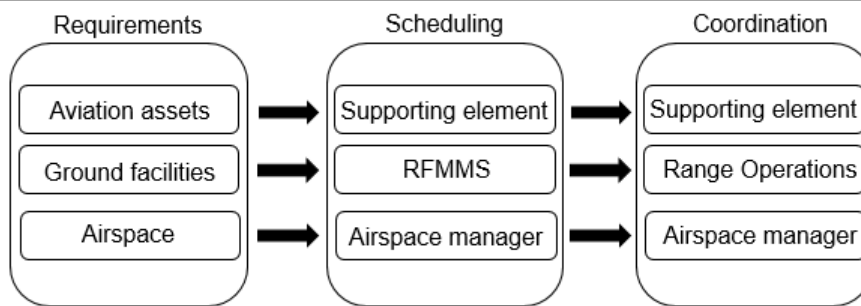 Requirements
Scheduling
Coordination
Aviation assets
Supporting element
Supporting element
Ground facilities
RFMMS
Range Operations
Airspace
Airspace manager
Airspace manager